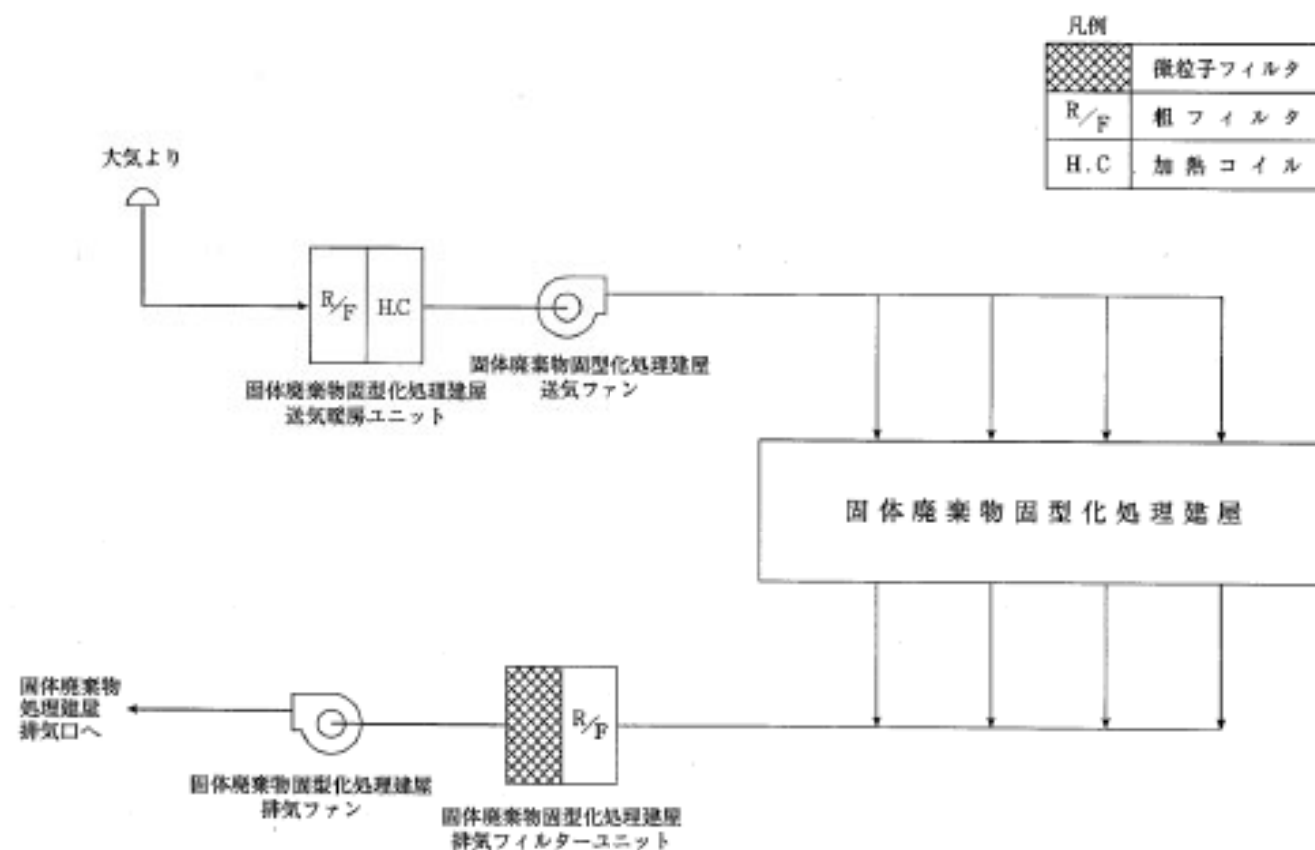 凡例
微粒子フィルタ
R/F 粗フィルタ
H.C 加熱コイル
大気より
R/F H.C
固体廃棄物固型化処理建屋
送気暖房ユニット
固体廃棄物固型化処理建屋
送気ファン
固体廃棄物固型化処理建屋
固体廃棄物
処理建屋
排気口へ
R/F
固体廃棄物固型化処理建屋
排気ファン
固体廃棄物固型化処理建屋
排気フィルターユニット